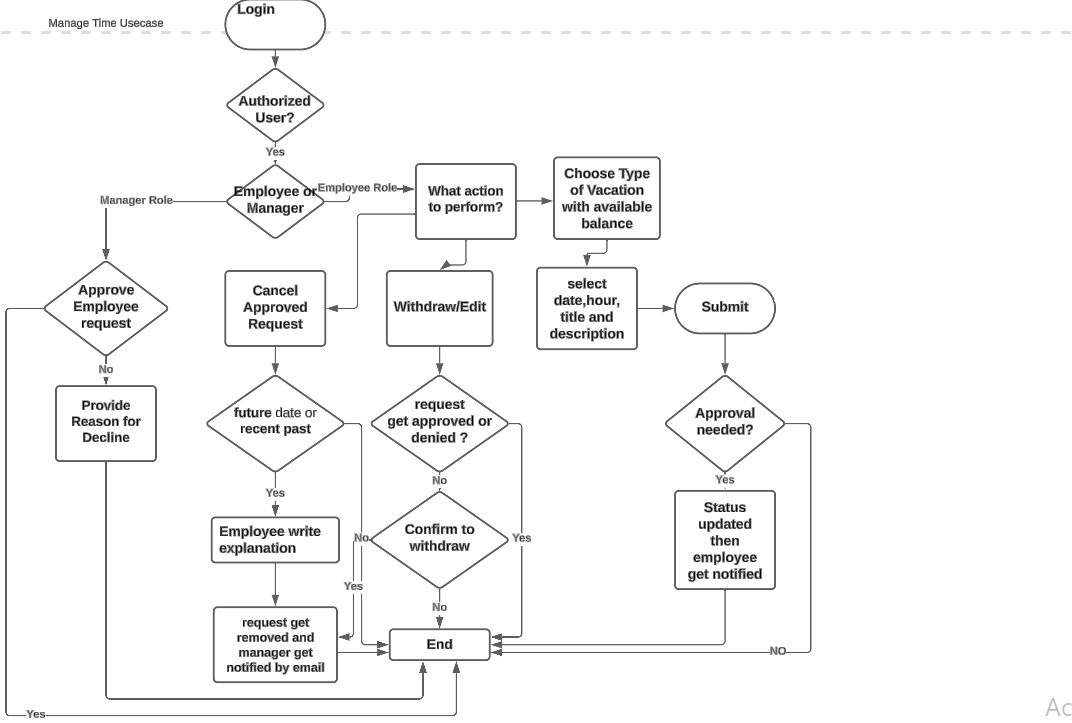 Manage Time Usecase
Login
Authorized
User?
Yes
Employee or
Manager
Manager Role
Employee Role
What action
to perform?
Choose Type
of Vacation
with available
balance
Approve
Employee
request
Cancel
Approved
Request
Withdraw/Edit
select
date,hour,
title and
description
Submit
No
Provide
Reason for
Decline
future date or
recent past
request
get approved or
denied ?
Approval
needed?
Yes
No
Yes
Employee write
explanation
No
Confirm to
withdraw
Yes
Status
updated
then
employee
get notified
Yes
No
request get
removed and
manager get
notified by email
End
NO
Yes
Ac